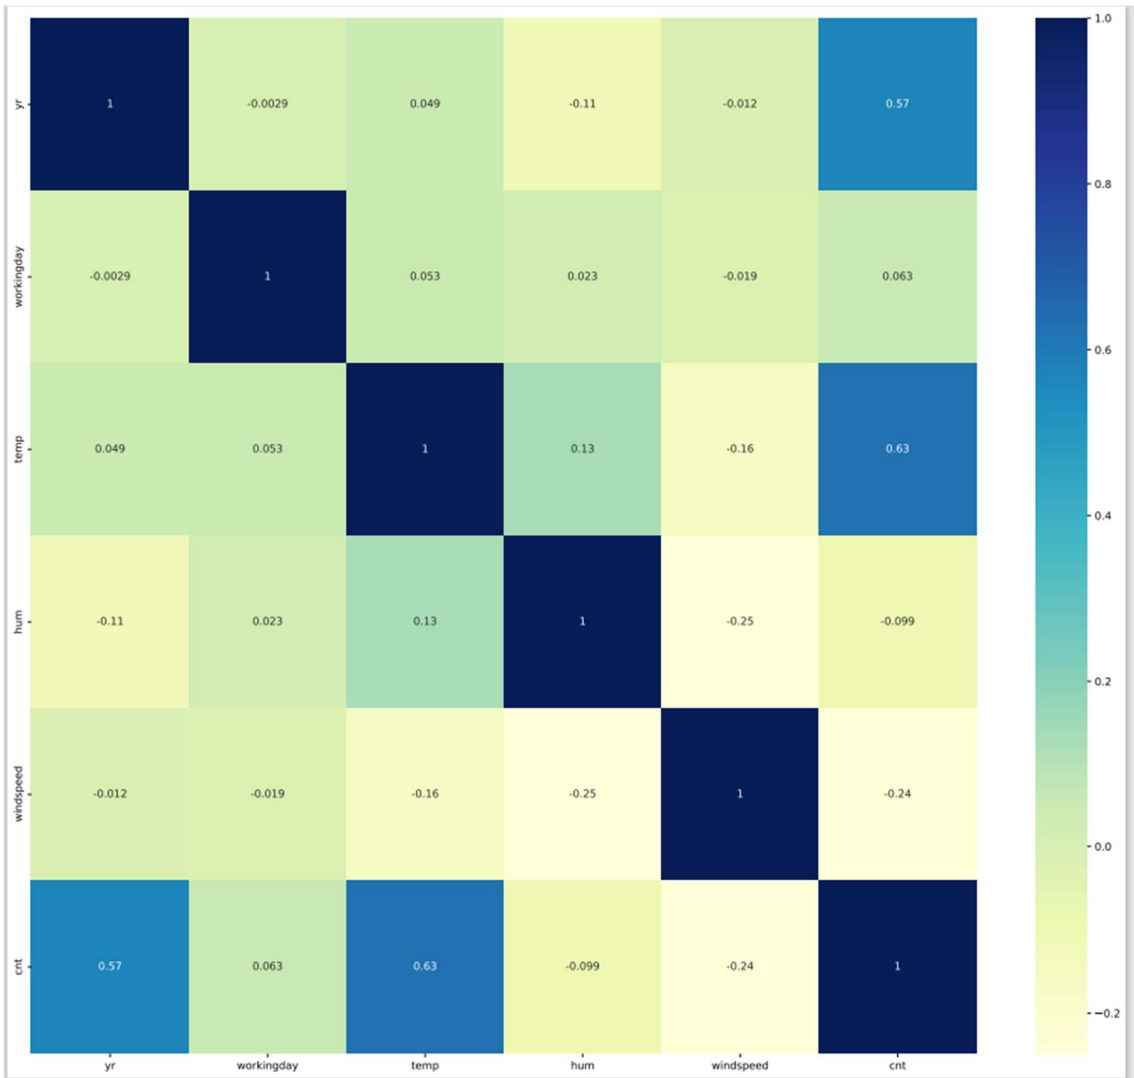 1.0
yr 1 -0.0029 0.049 -0.11 -0.012 0.57
0.8
workingday -0.0029 1 0.053 0.023 -0.019 0.063
0.6
temp 0.049 0.053 1 0.13 -0.16 0.63
0.4
hum -0.11 0.023 0.13 1 -0.25 -0.099
0.2
windspeed -0.012 -0.019 -0.16 -0.25 1 -0.24
0.0
cnt 0.57 0.063 0.63 -0.099 -0.24 1
−0.2
yr workingday temp hum windspeed cnt